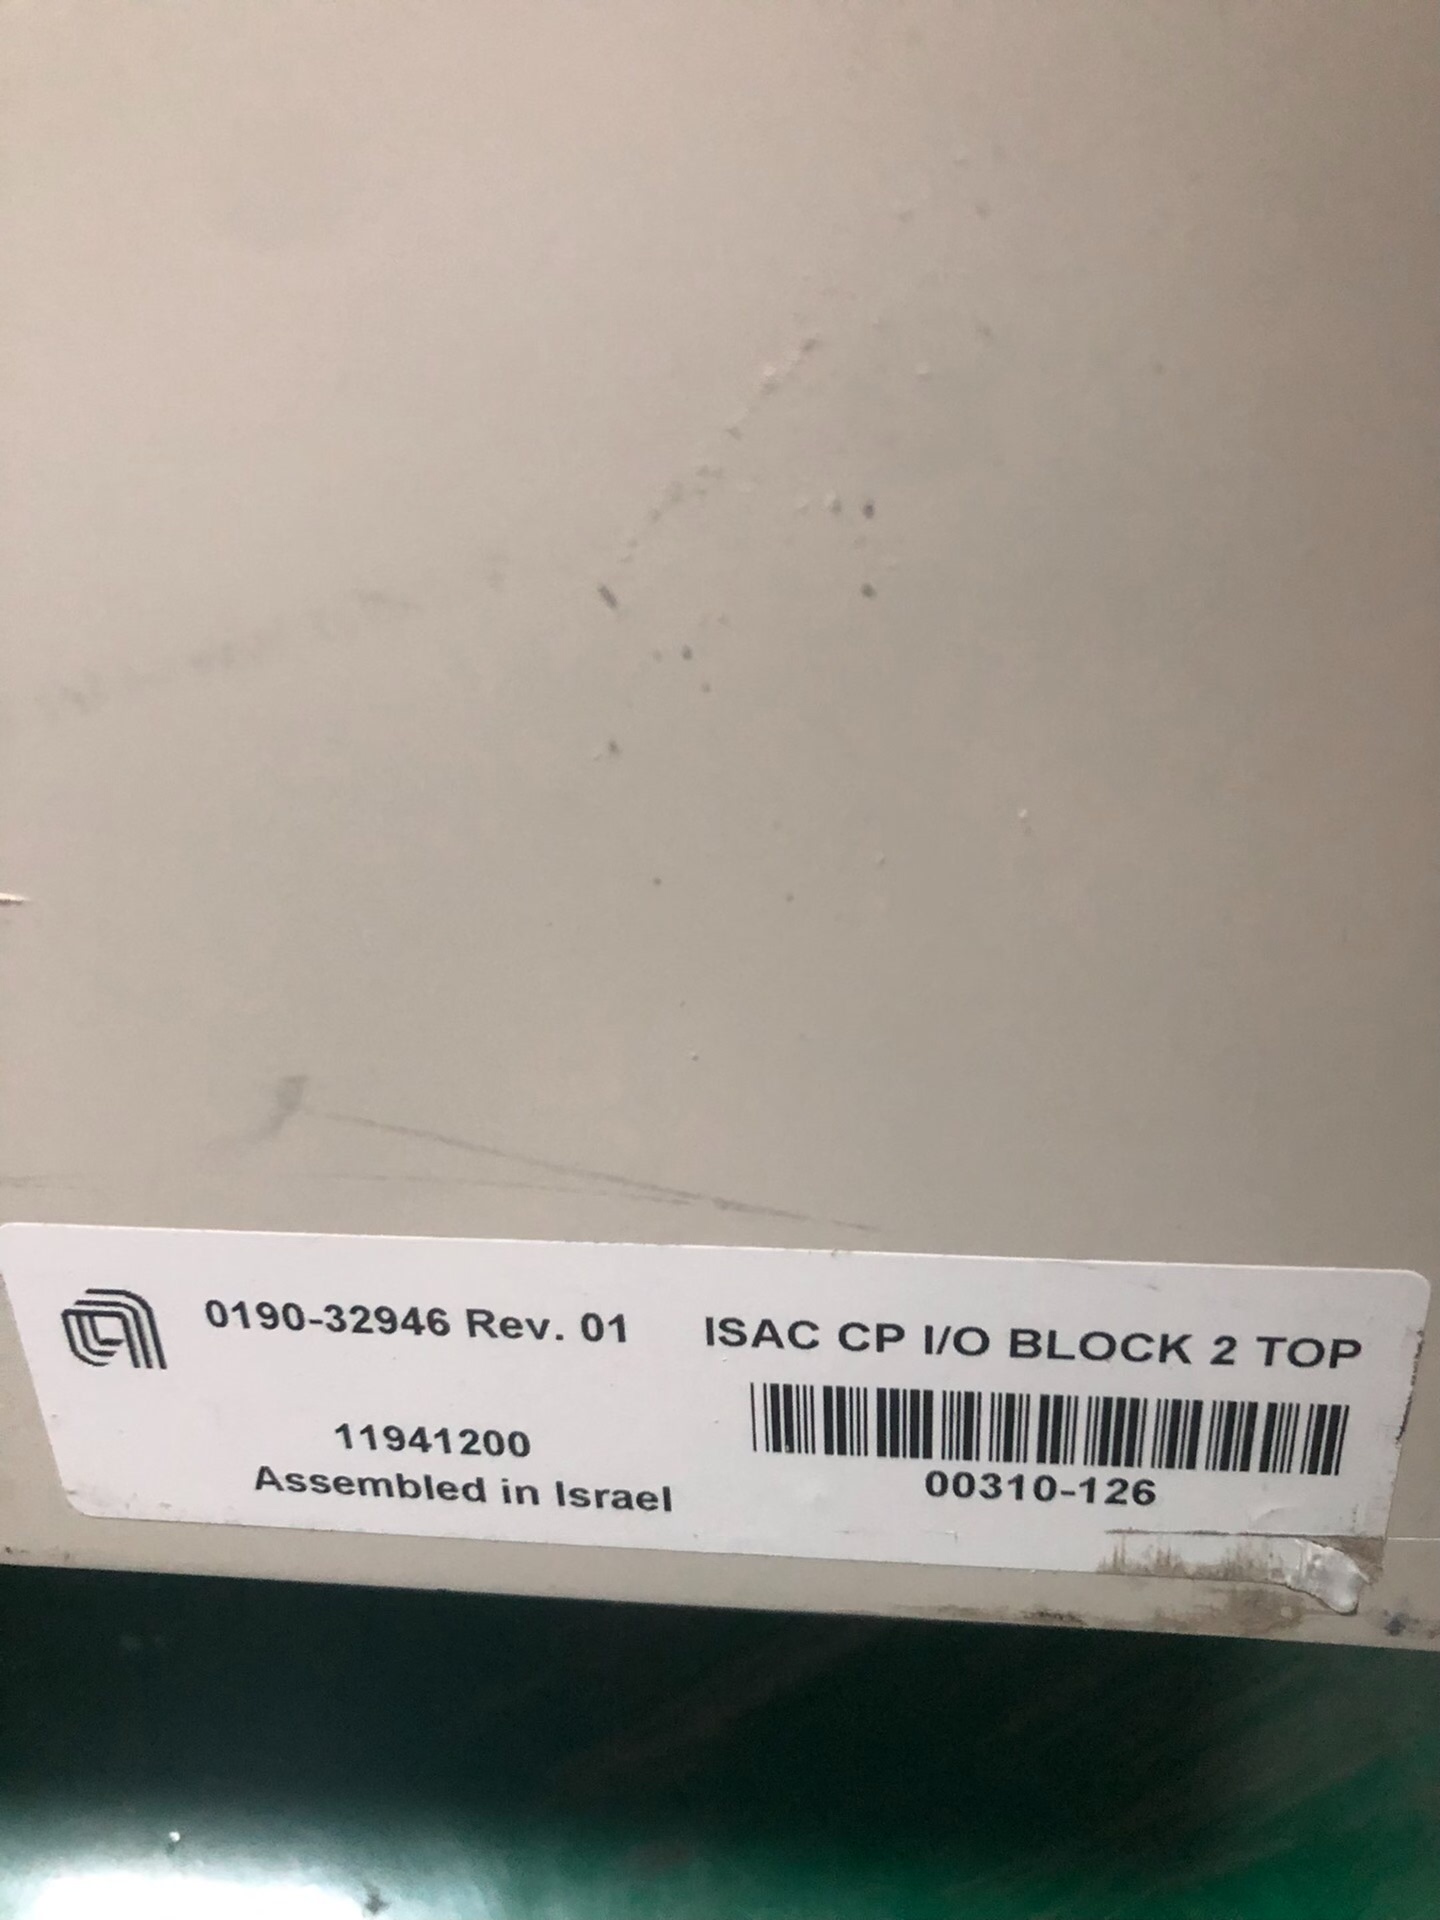 0190-32946 Rev. 01 ISAC CP I/O BLOCK 2 TOP
11941200
Assembled in Israel
00310-126